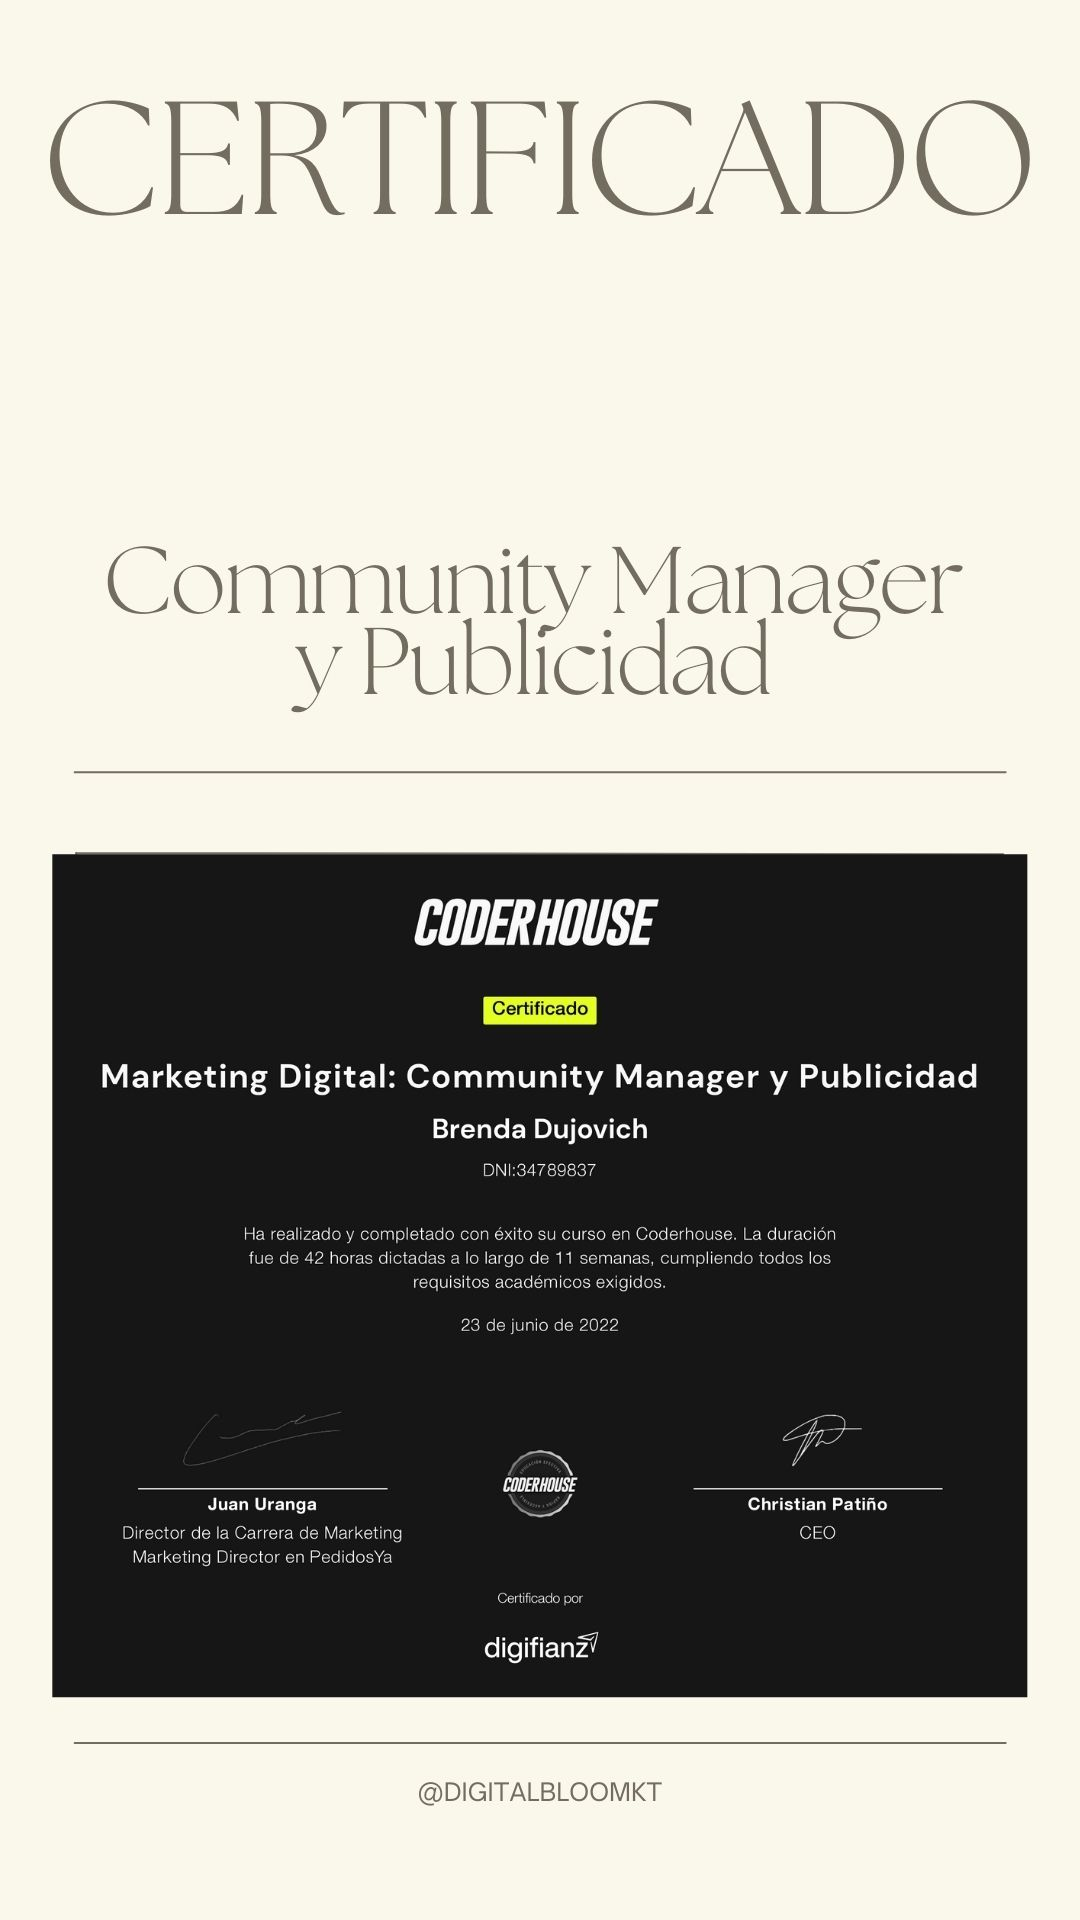 CERTIFICADO
Community Manager
y Publicidad
CODERHOUSE
Certificado
Marketing Digital: Community Manager y Publicidad
Brenda Dujovich
DNI:34789837
Ha realizado y completado con éxito su curso en Coderhouse. La duración
fue de 42 horas dictadas a lo largo de 11 semanas, cumpliendo todos los
requisitos académicos exigidos.
23 de junio de 2022
CODERHOUSE
Juan Uranga
Director de la Carrera de Marketing
Marketing Director en PedidosYa
Christian Patiño
CEO
Certificado por
digifianz
@DIGITALBLOOMKT